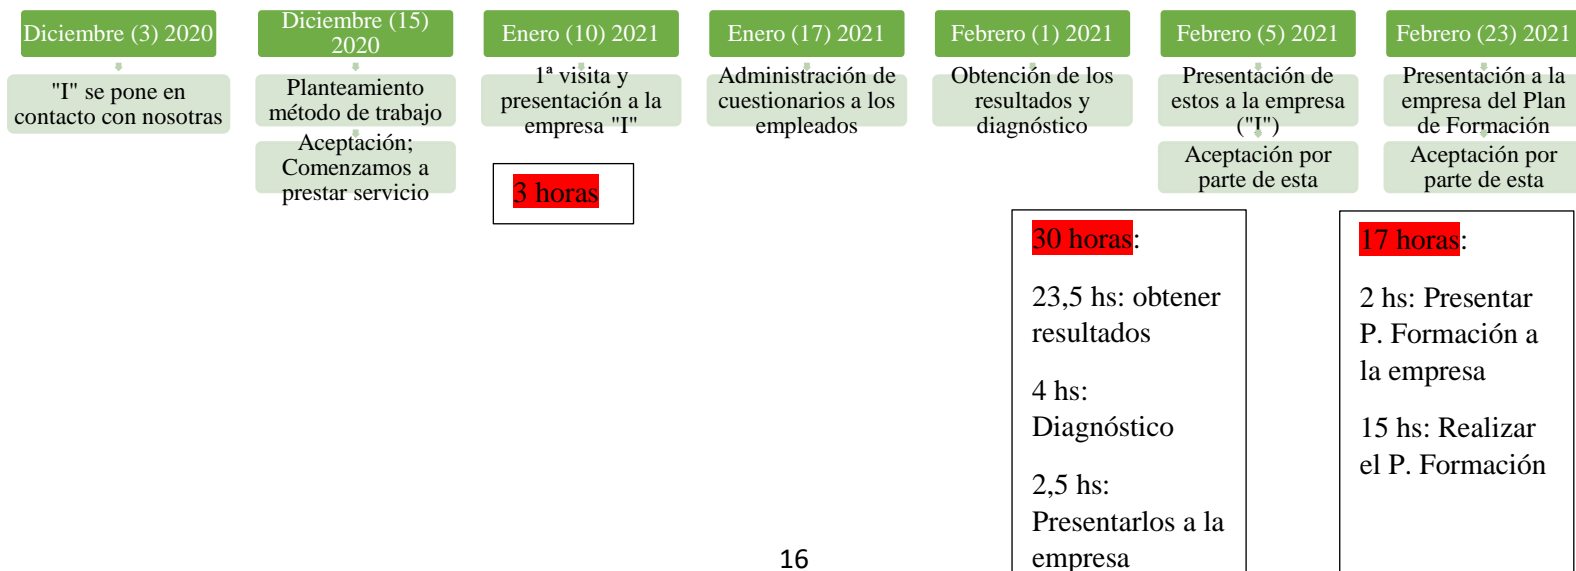 Diciembre (3) 2020
"I" se pone en
contacto con nosotras
Diciembre (15)
2020
Planteamiento
método de trabajo
Aceptación;
Comenzamos a
prestar servicio
Enero (10) 2021
1ª visita y
presentación a la
empresa "I"
3 horas
Enero (17) 2021
Administración de
cuestionarios a los
empleados
Febrero (1) 2021
Obtención de los
resultados y
diagnóstico
Febrero (5) 2021
Presentación de
estos a la empresa
("I")
Aceptación por
parte de esta
Febrero (23) 2021
Presentación a la
empresa del Plan
de Formación
Aceptación por
parte de esta
30 horas:
23,5 hs: obtener
resultados
4 hs:
Diagnóstico
2,5 hs:
Presentarlos a la
empresa
17 horas:
2 hs: Presentar
P. Formación a
la empresa
15 hs: Realizar
el P. Formación
16